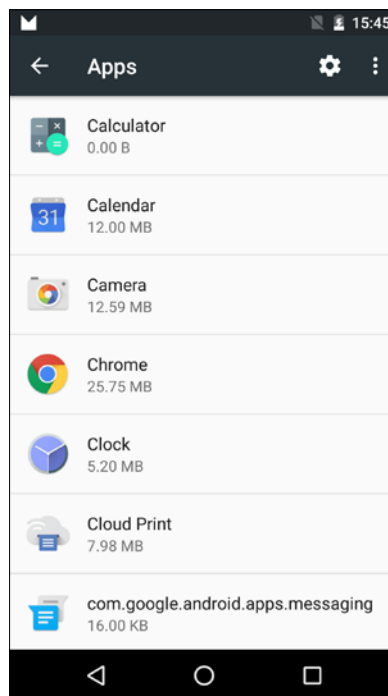 15:45
Apps
Calculator
0.00 B
31
Calendar
12.00 MB
Camera
12.59 MB
Chrome
25.75 MB
Clock
5.20 MB
Cloud Print
7.98 MB
com.google.android.apps.messaging
16.00 KB